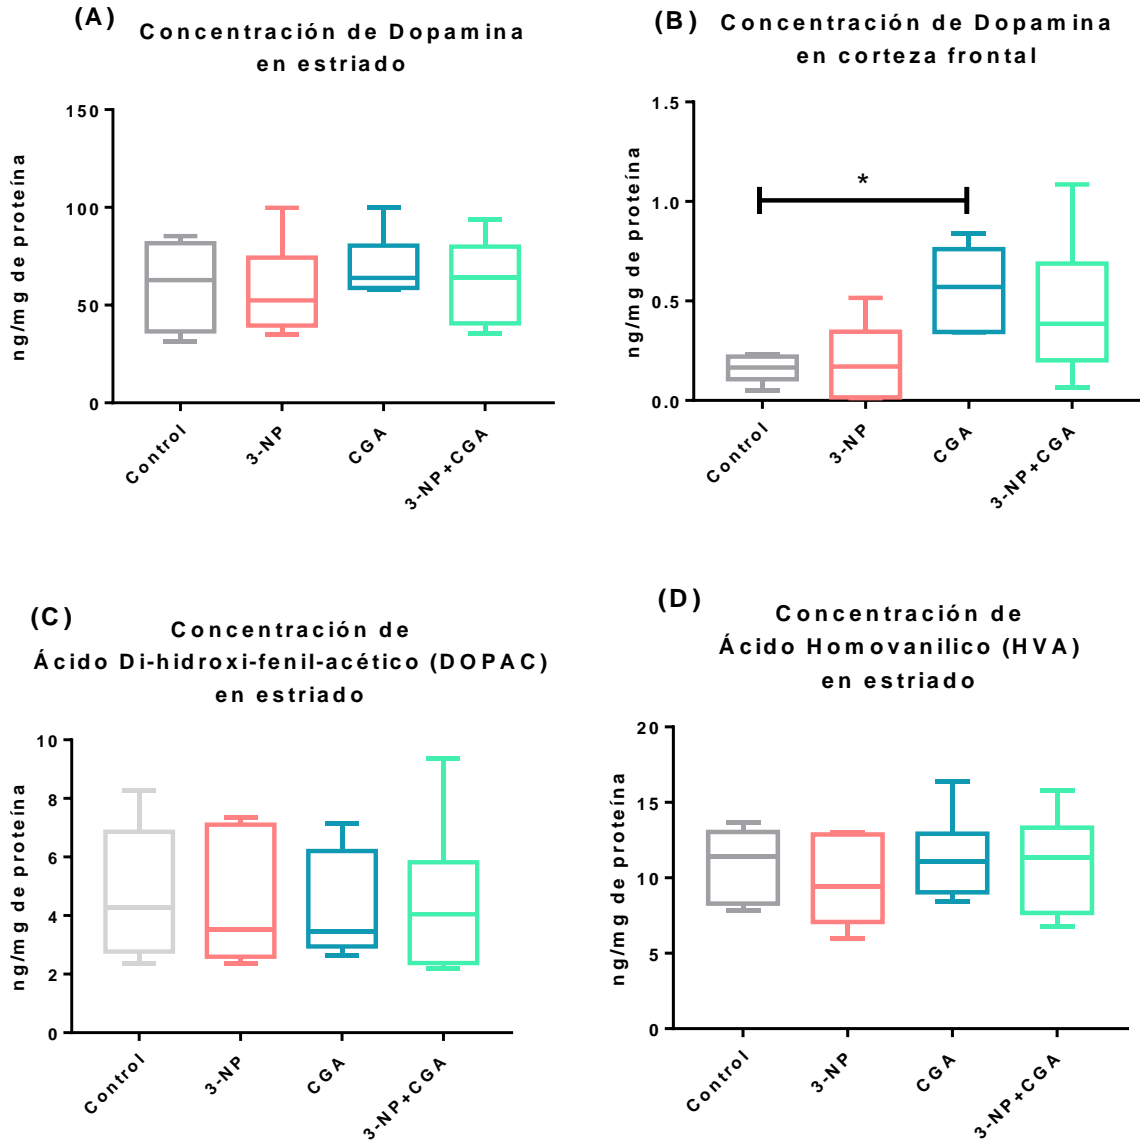 (A)
Concentración de Dopamina
en estriado
ng/mg de proteína
150
100
50
0
Control
3-NP
CGA
3-NP+CGA
(B)
Concentración de Dopamina
en corteza frontal
ng/mg de proteína
1.5
1.0
0.5
0.0
*
Control
3-NP
CGA
3-NP+CGA
(C)
Concentración de
Ácido Di-hidroxi-fenil-acético (DOPAC)
en estriado
ng/mg de proteína
10
8
6
4
2
0
Control
3-NP
CGA
3-NP+CGA
(D)
Concentración de
Ácido Homovanilico (HVA)
en estriado
ng/mg de proteína
20
15
10
5
0
Control
3-NP
CGA
3-NP+CGA